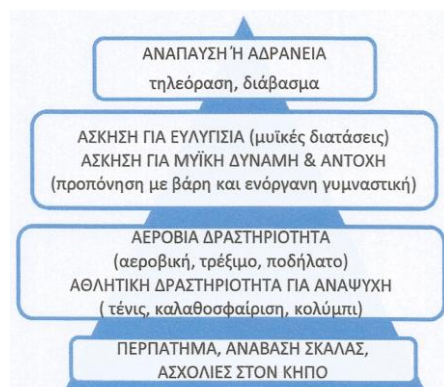 ΑΝΑΠΑΥΣΗ Ή ΑΔΡΑΝΕΙΑ
τηλεόραση, διάβασμα
ΑΣΚΗΣΗ ΓΙΑ ΕΥΛΥΓΙΣΙΑ (μυϊκές διατάσεις)
ΑΣΚΗΣΗ ΓΙΑ ΜΥΪΚΗ ΔΥΝΑΜΗ & ΑΝΤΟΧΗ
(προπόνηση με βάρη και ενόργανη γυμναστική)
ΑΕΡΟΒΙΑ ΔΡΑΣΤΗΡΙΟΤΗΤΑ
(αεροβική, τρέξιμο, ποδήλατο)
ΑΘΛΗΤΙΚΗ ΔΡΑΣΤΗΡΙΟΤΗΤΑ ΓΙΑ ΑΝΑΨΥΧΗ
( τένις, καλαθοσφαίριση, κολύμπι)
ΠΕΡΠΑΤΗΜΑ, ΑΝΑΒΑΣΗ ΣΚΑΛΑΣ,
ΑΣΧΟΛΙΕΣ ΣΤΟΝ ΚΗΠΟ